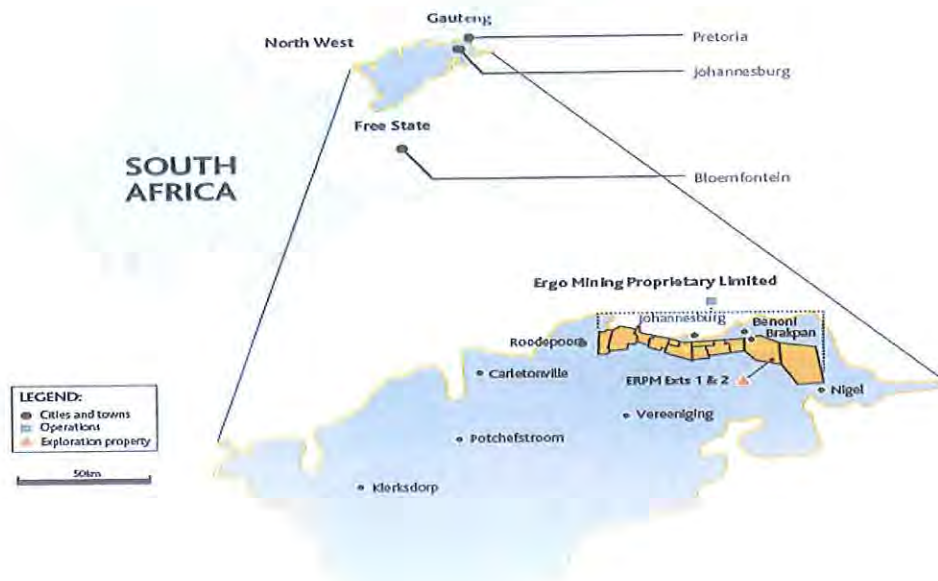 Gauteng
Pretoria
North West
Johannesburg
Free State
SOUTH
AFRICA
Bloemfontein
Ergo Mining Proprietary Limited
Johannesburg
Benoni
Brakpan
Roodepoort
Carletonville
ERPM Exts 1 & 2
Nigel
LEGEND:
Cities and towns
Operations
Exploration property
50km
Vereeniging
Potchefstroom
Klerksdorp